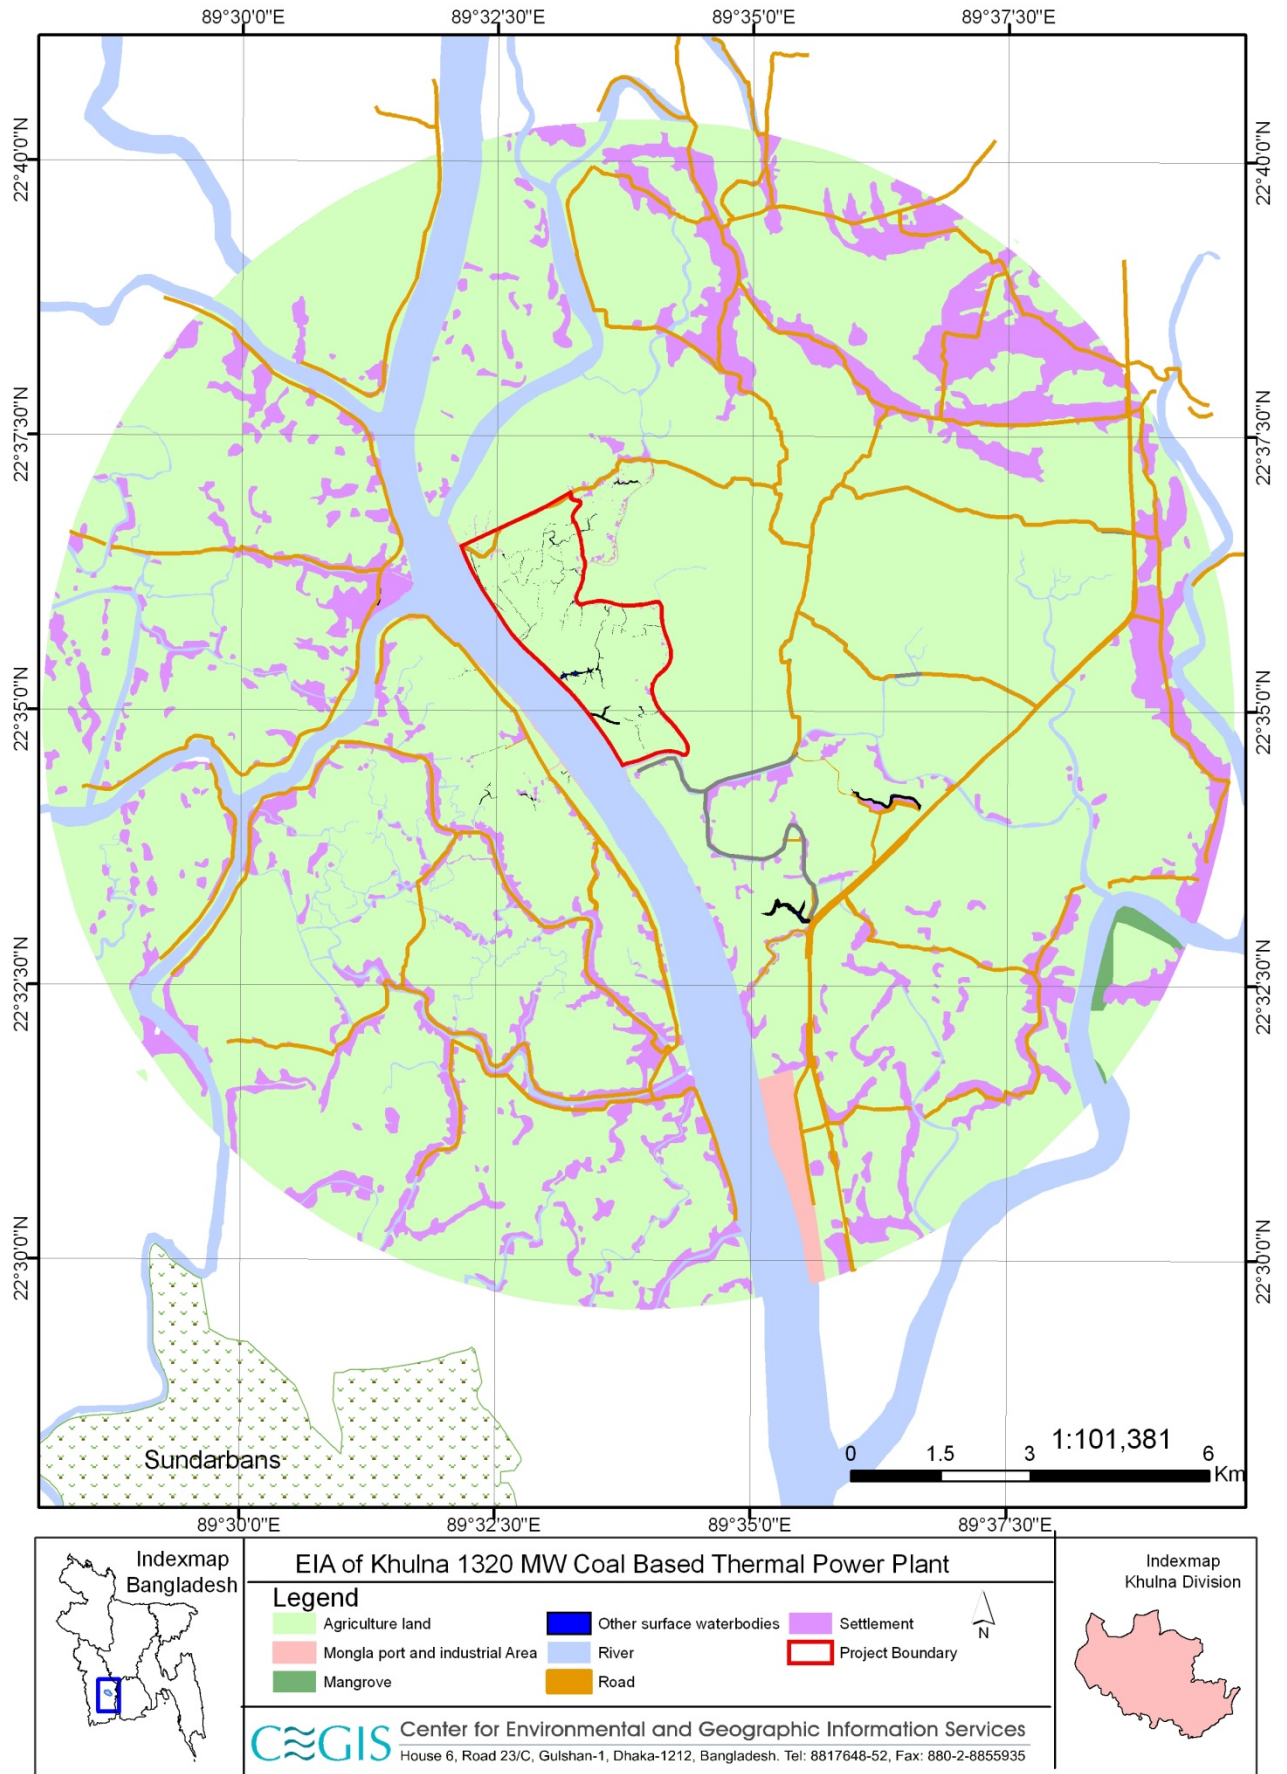 89°30'0"E
89°32'30"E
89°35'0"E
89°37'30"E
22°40'0"N
22°40'0"N
22°37'30"N
22°37'30"N
22°35'0"N
22°35'0"N
22°32'30"N
22°32'30"N
22°30'0"N
22°30'0"N
Sundarbans
1:101,381
0 1.5 3 6
Km
89°30'0"E
89°32'30"E
89°35'0"E
89°37'30"E
Indexmap
Bangladesh
EIA of Khulna 1320 MW Coal Based Thermal Power Plant
Legend
Agriculture land
Mongla port and industrial Area
Mangrove
Other surface waterbodies
River
Road
Settlement
Project Boundary
N
Indexmap
Khulna Division
CEGIS
Center for Environmental and Geographic Information Services
House 6, Road 23/C, Gulshan-1, Dhaka-1212, Bangladesh. Tel: 8817648-52, Fax: 880-2-8855935